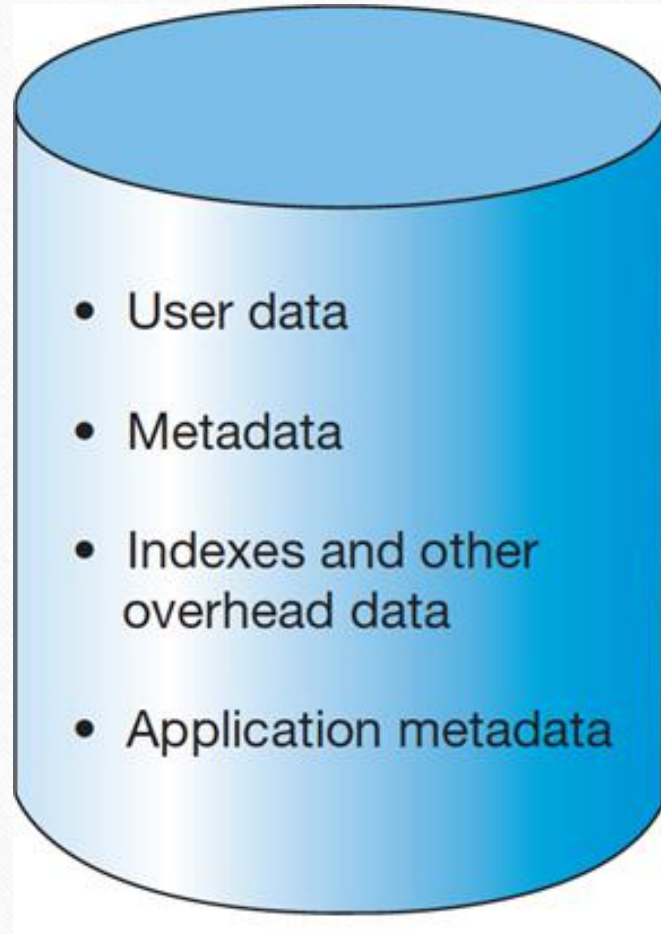 • User data
• Metadata
• Indexes and other
overhead data
• Application metadata